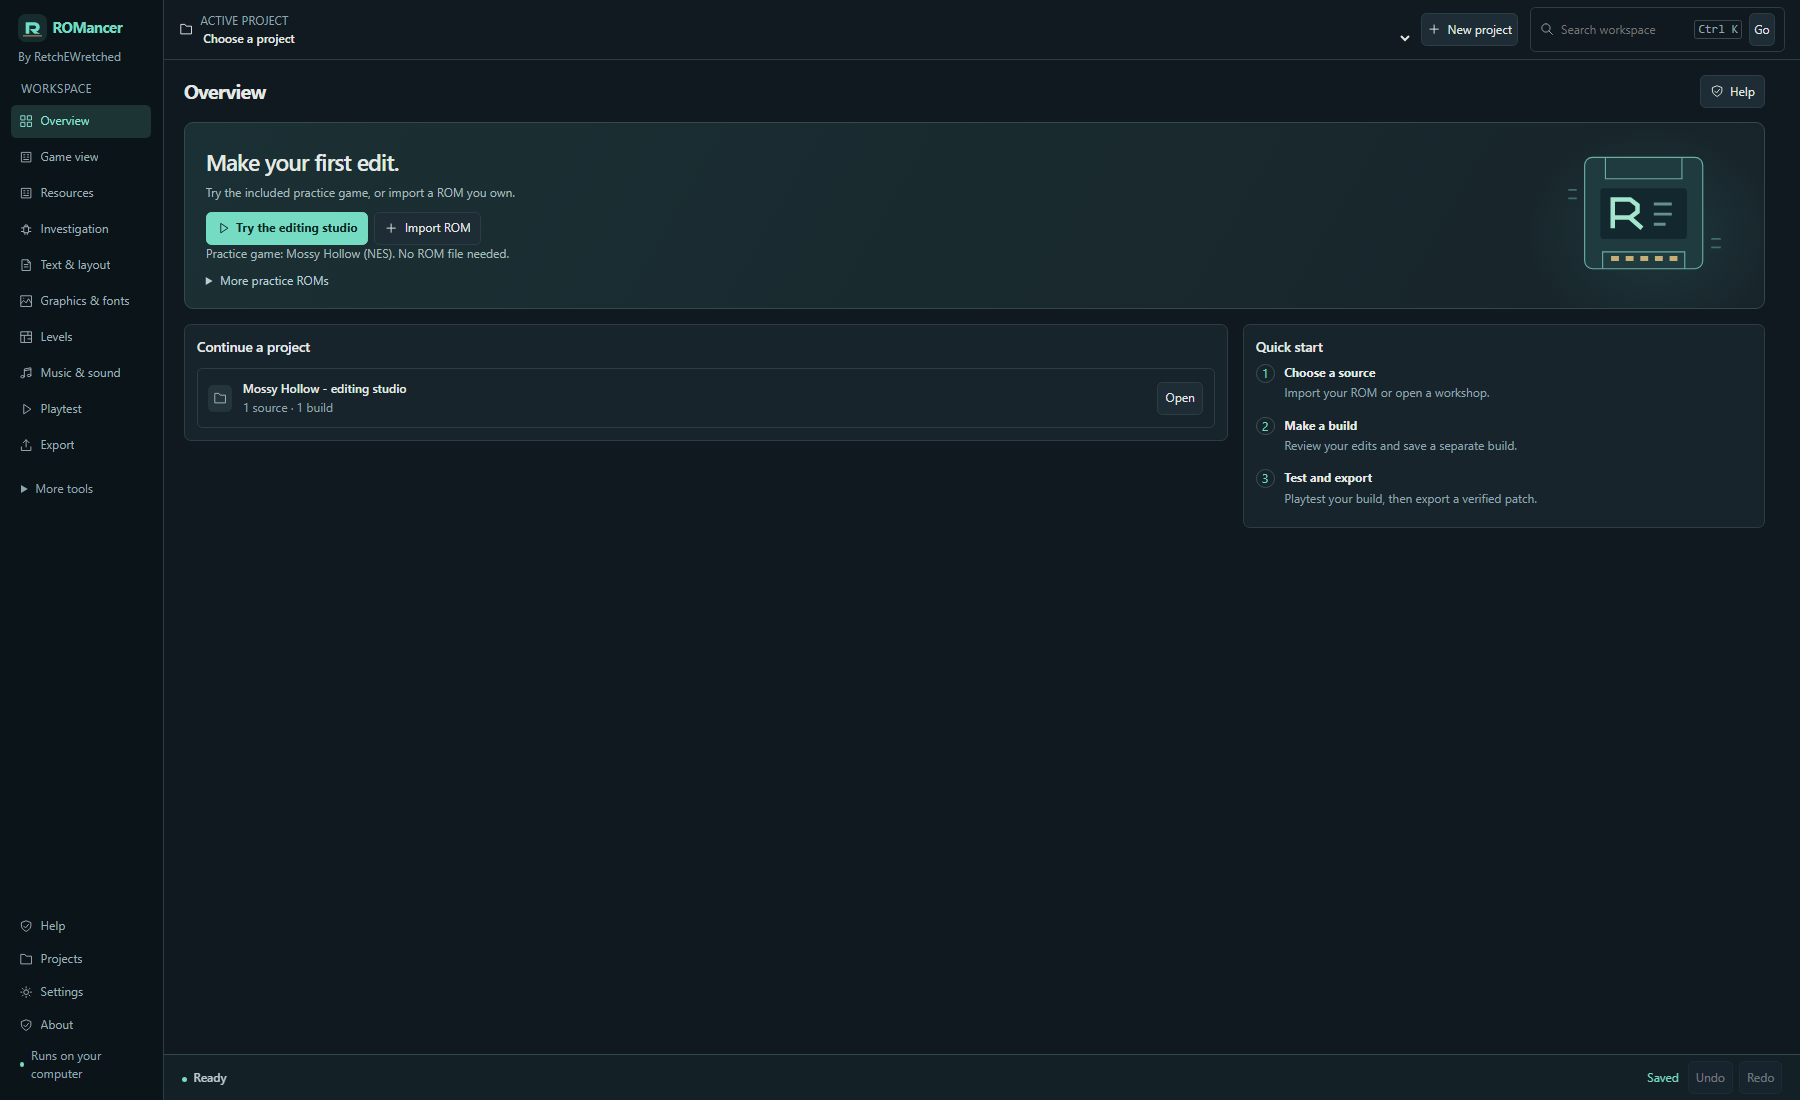 ROMancer
By RetchEWretched
WORKSPACE
Overview
Game view
Resources
Investigation
Text & layout
Graphics & fonts
Levels
Music & sound
Playtest
Export
More tools
Help
Projects
Settings
About
Runs on your
computer
ACTIVE PROJECT
Choose a project
New project
Search workspace
Ctrl K
Go
Overview
Help
Make your first edit.
Try the included practice game, or import a ROM you own.
Try the editing studio
Import ROM
Practice game: Mossy Hollow (NES). No ROM file needed.
More practice ROMs
R
Continue a project
Mossy Hollow - editing studio
1 source · 1 build
Open
Quick start
1 Choose a source
Import your ROM or open a workshop.
2 Make a build
Review your edits and save a separate build.
3 Test and export
Playtest your build, then export a verified patch.
Ready
Saved
Undo
Redo